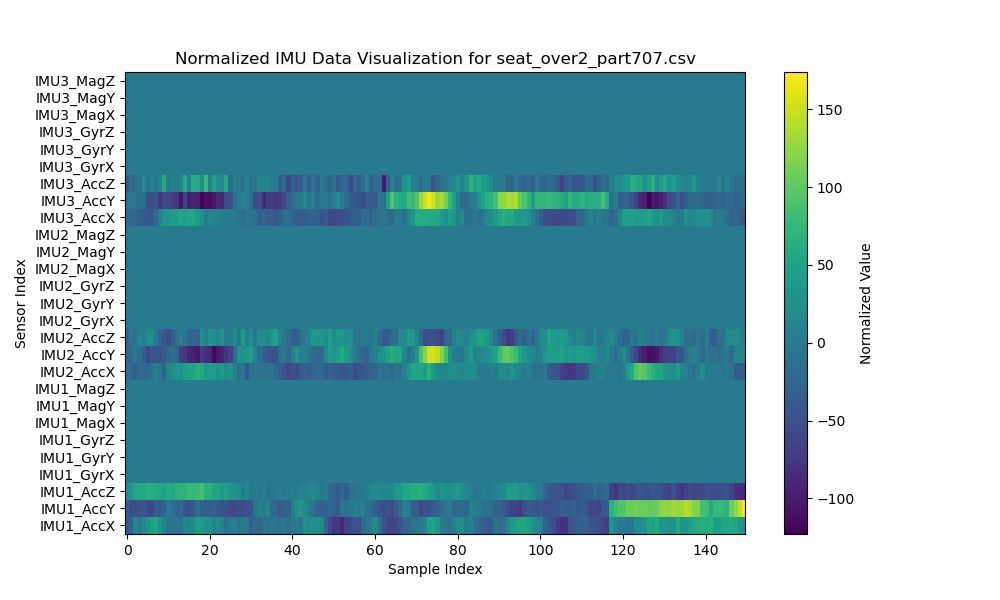 Normalized IMU Data Visualization for seat_over2_part707.csv
IMU3_MagZ
IMU3_MagY
IMU3_MagX
IMU3_GyrZ
IMU3_GyrY
IMU3_GyrX
IMU3_AccZ
IMU3_AccY
IMU3_AccX
IMU2_MagZ
IMU2_MagY
IMU2_MagX
IMU2_GyrZ
IMU2_GyrY
IMU2_GyrX
IMU2_AccZ
IMU2_AccY
IMU2_AccX
IMU1_MagZ
IMU1_MagY
IMU1_MagX
IMU1_GyrZ
IMU1_GyrY
IMU1_GyrX
IMU1_AccZ
IMU1_AccY
IMU1_AccX
Sensor Index
0 20 40 60 80 100 120 140
Sample Index
150
100
50
0
−50
−100
Normalized Value